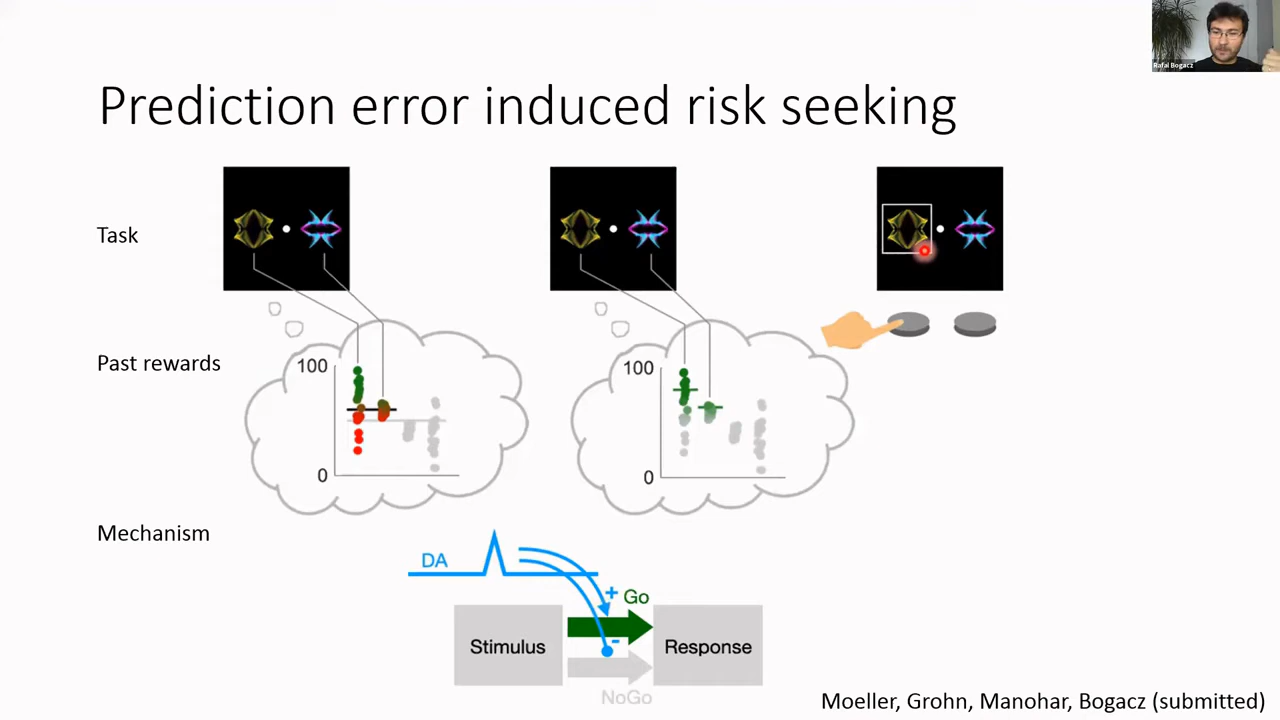 Rafal Bogacz
Prediction error induced risk seeking
Task
Past rewards
100
0
100
0
Mechanism
DA
+
Go
-
Stimulus
Response
NoGo
Moeller, Grohn, Manohar, Bogacz (submitted)